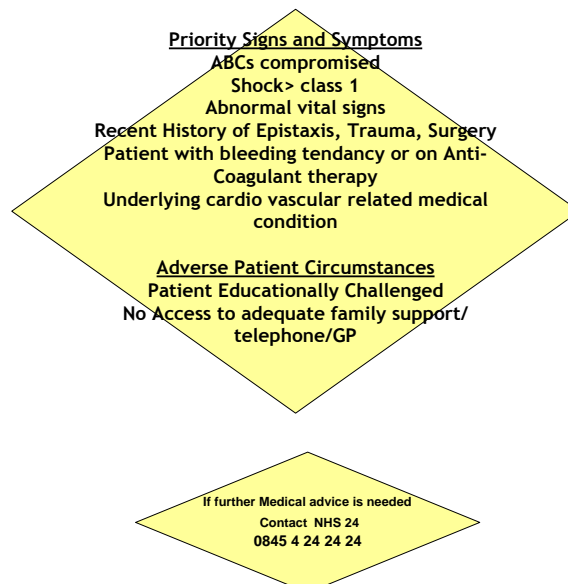 Priority Signs and Symptoms
ABCs compromised
Shock> class 1
Abnormal vital signs
Recent History of Epistaxis, Trauma, Surgery
Patient with bleeding tendancy or on Anti-
Coagulant therapy
Underlying cardio vascular related medical
condition
Adverse Patient Circumstances
Patient Educationally Challenged
No Access to adequate family support/
telephone/GP
If further Medical advice is needed
Contact NHS 24
0845 4 24 24 24